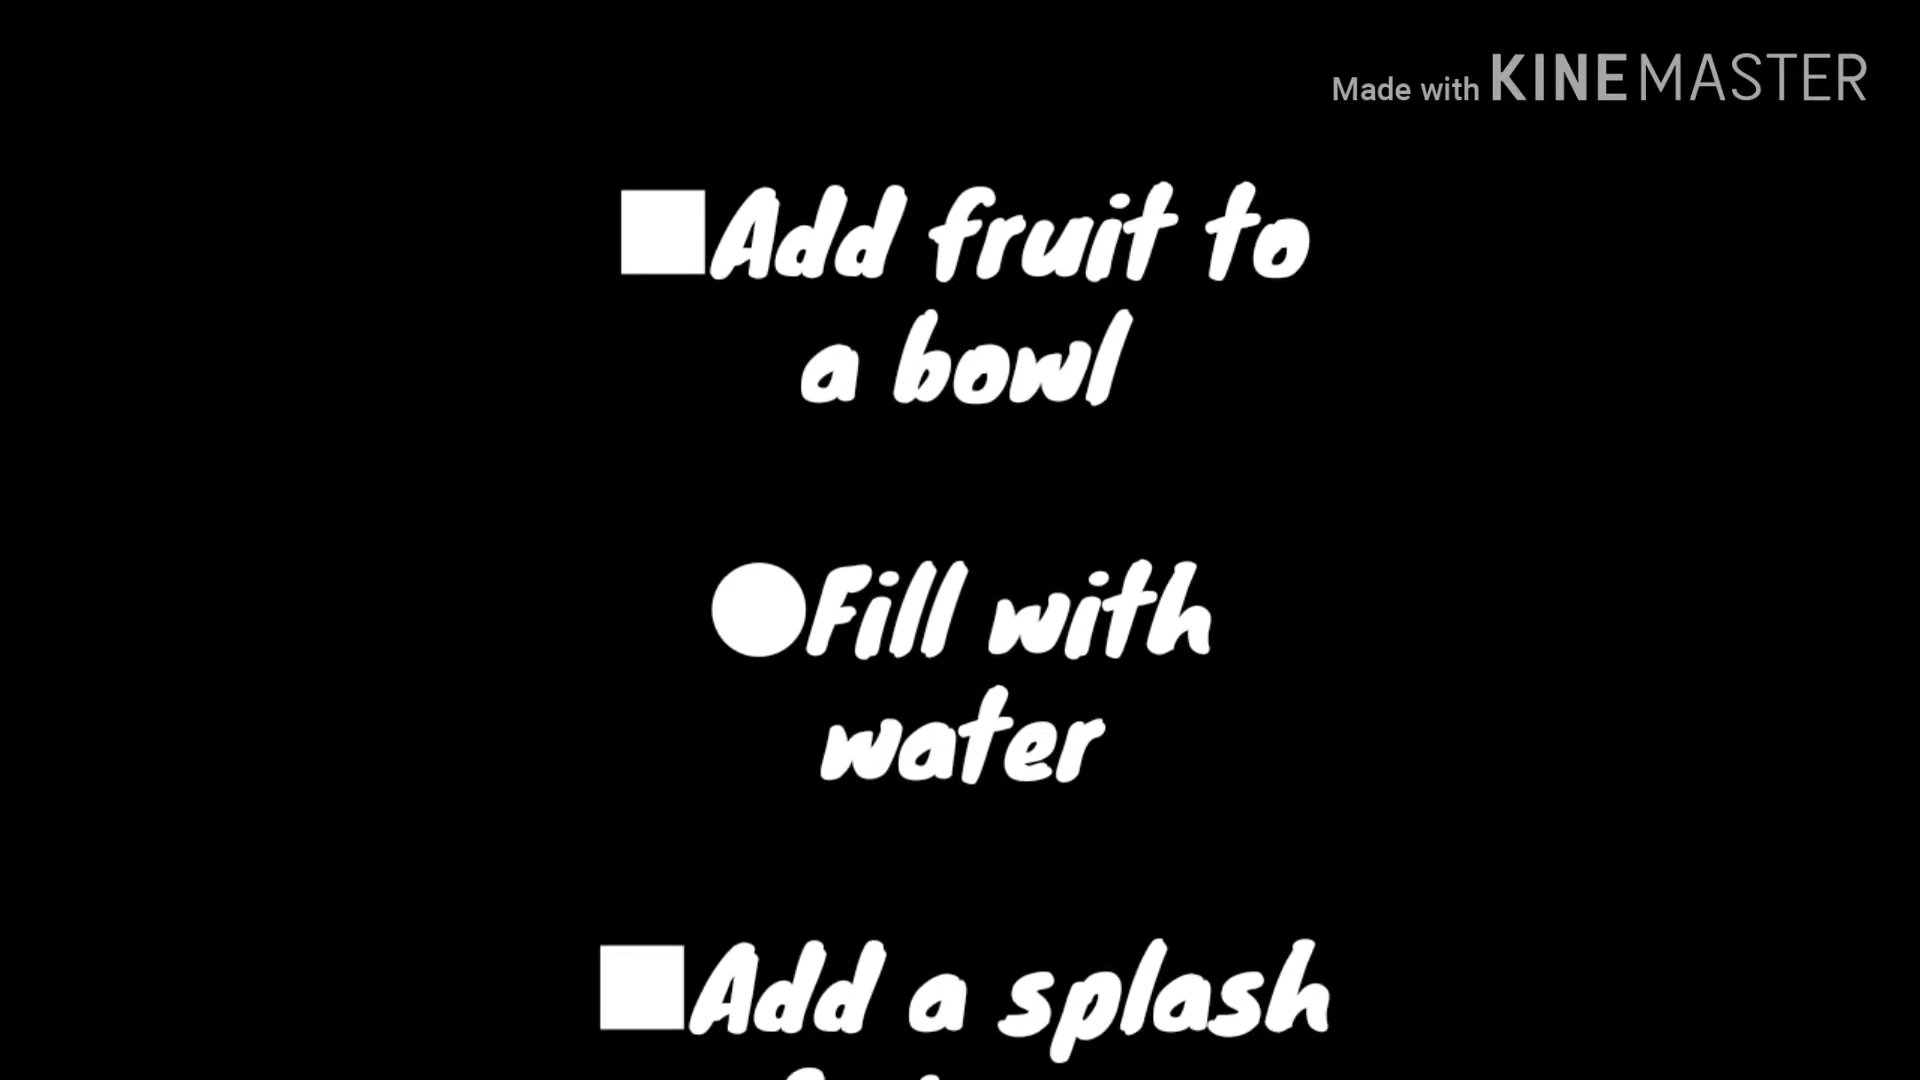 Made with KINEMASTER
■Add fruit to
a bowl
●Fill with
water
■Add a splash